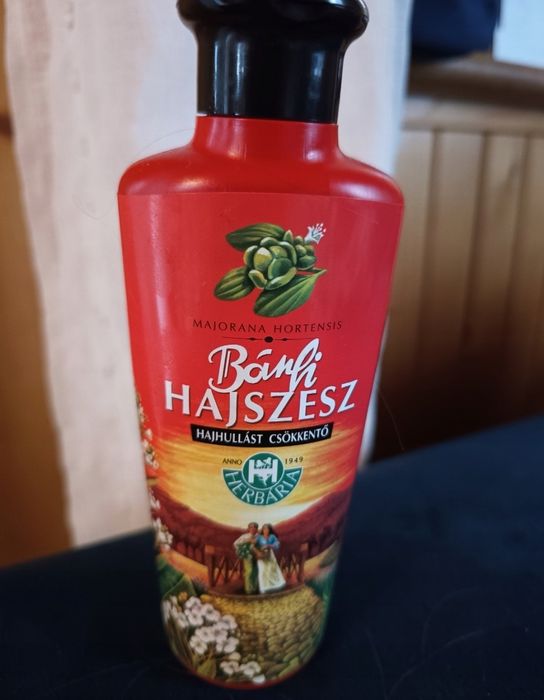 MAJORANA HORTENSIS
Bánfi
HAJSZESZ
HAJHULLÁST CSÖKKENTŐ
ANNO 1949
HERBÁRIA